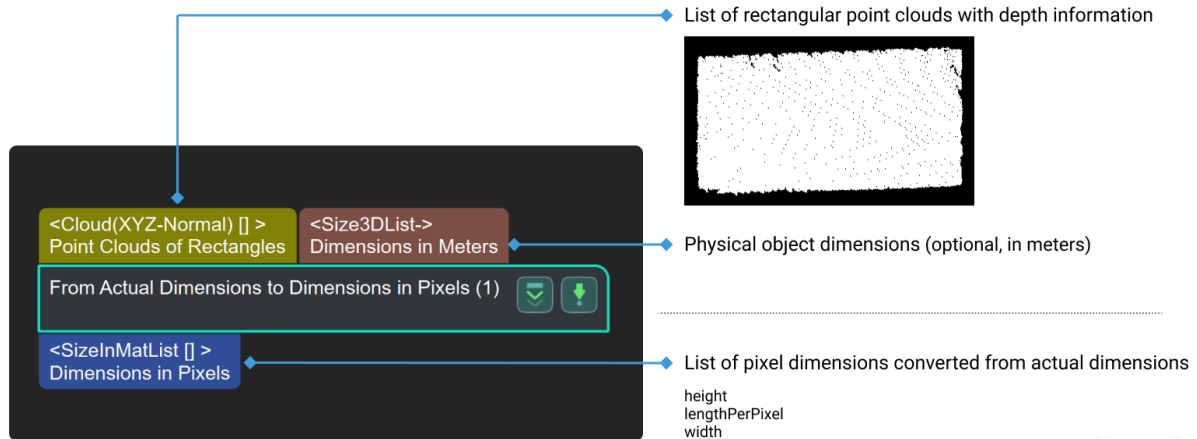 List of rectangular point clouds with depth information
<Cloud(XYZ-Normal) [] >
Point Clouds of Rectangles
<Size3DList->
Dimensions in Meters
Physical object dimensions (optional, in meters)
From Actual Dimensions to Dimensions in Pixels (1)
<SizeInMatList [] >
Dimensions in Pixels
List of pixel dimensions converted from actual dimensions
height
lengthPerPixel
width